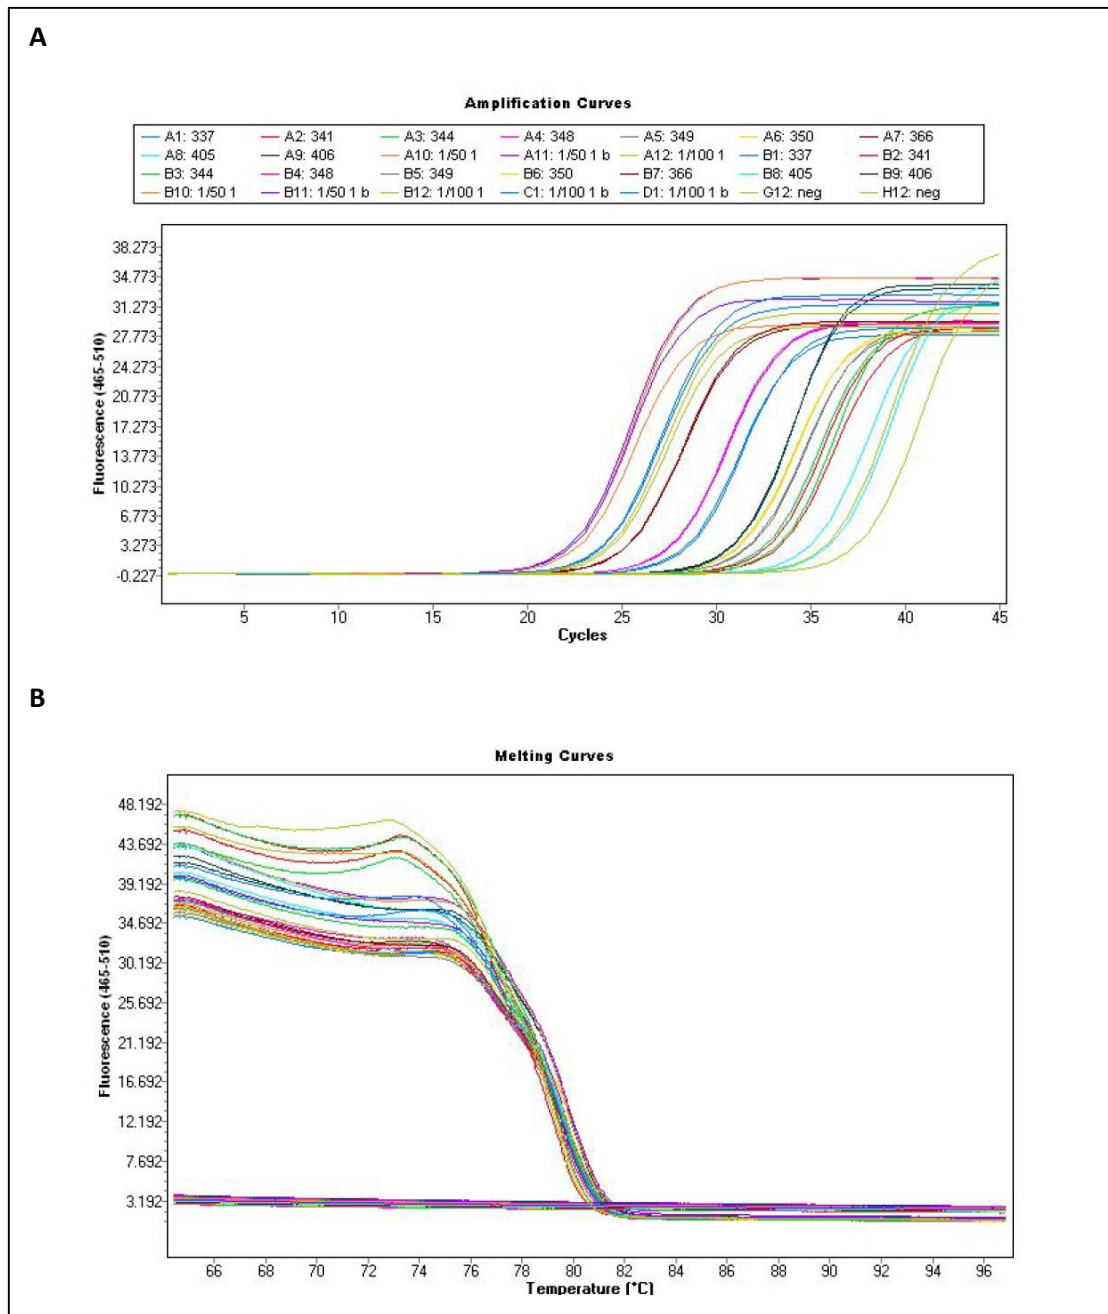 A
Amplification Curves
A1: 337 A2: 341 A3: 344 A4: 348 A5: 349 A6: 350 A7: 366
A8: 405 A9: 406 A10: 1/50 1 A11: 1/50 1 b A12: 1/100 1 B1: 337 B2: 341
B3: 344 B4: 348 B5: 349 B6: 350 B7: 366 B8: 405 B9: 406
B10: 1/50 1 B11: 1/50 1 b B12: 1/100 1 C1: 1/100 1 b D1: 1/100 1 b G12: neg H12: neg
Fluorescence (465-510)
38.273
34.773
31.273
27.773
24.273
20.773
17.273
13.773
10.273
6.773
3.273
-0.227
5 10 15 20 25 30 35 40 45
Cycles
B
Melting Curves
Fluorescence (465-510)
48.192
43.692
39.192
34.692
30.192
25.692
21.192
16.692
12.192
7.692
3.192
66 68 70 72 74 76 78 80 82 84 86 88 90 92 94 96
Temperature [°C]